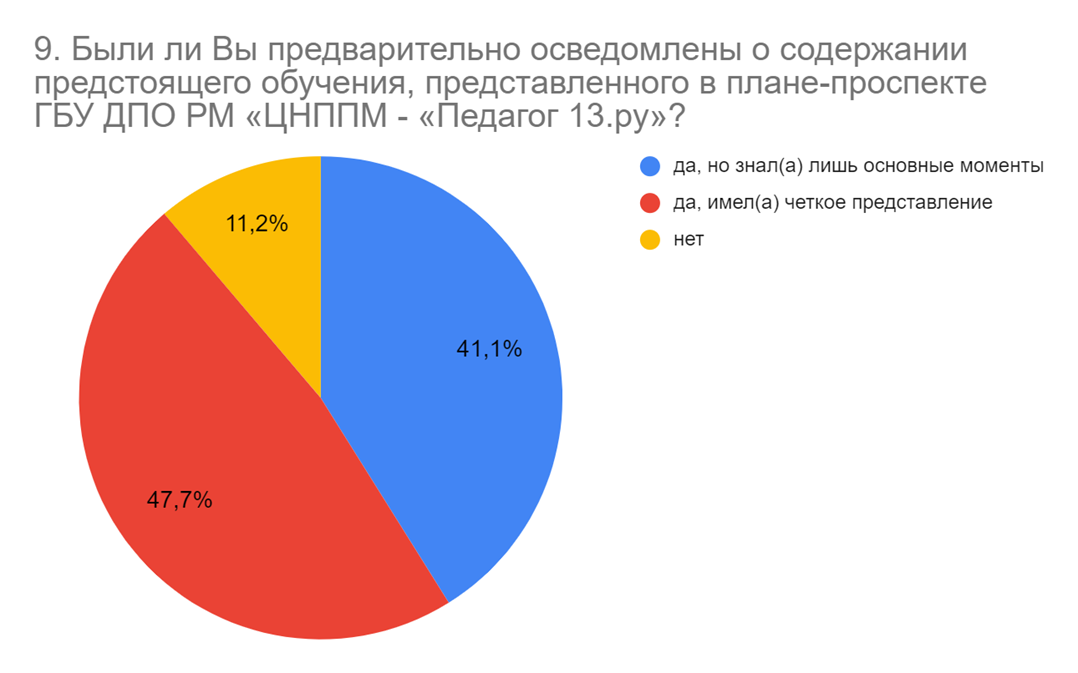 9. Были ли Вы предварительно осведомлены о содержании
предстоящего обучения, представленного в плане-проспекте
ГБУ ДПО РМ «ЦНППМ - «Педагог 13.ру»?
да, но знал(а) лишь основные моменты
да, имел(а) четкое представление
нет
11,2%
41,1%
47,7%